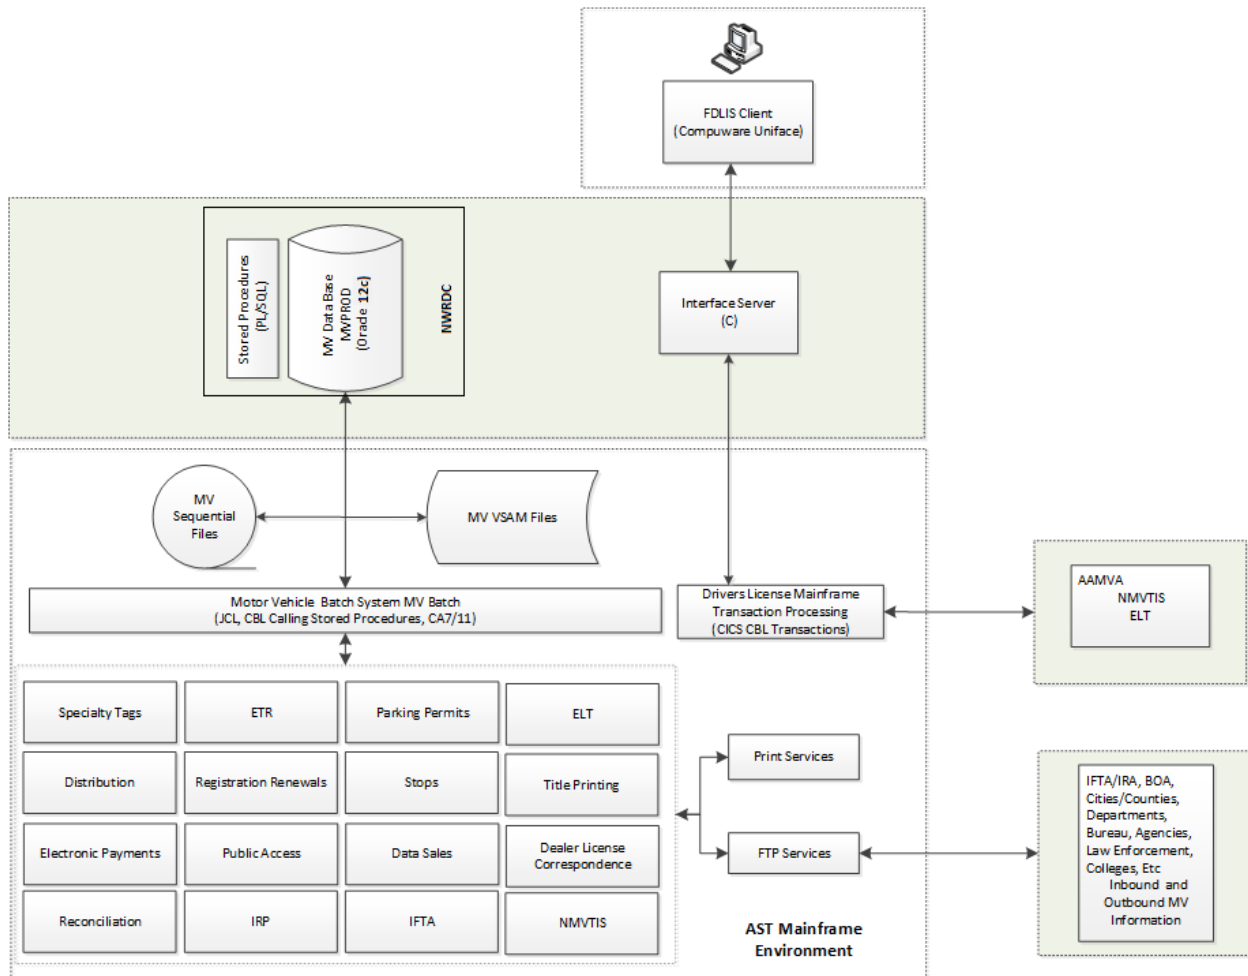 FDLIS Client
(Compuware Uniface)
Stored Procedures
(PL/SQL)
MV Data Base
MVPROD
(Oracle 12c)
NWRDC
Interface Server
(C)
MV
Sequential
Files
MV VSAM Files
Motor Vehicle Batch System MV Batch
(JCL, CBL Calling Stored Procedures, CA7/11)
Drivers License Mainframe
Transaction Processing
(CICS CBL Transactions)
AAMVA
NMVTIS
ELT
Specialty Tags
ETR
Parking Permits
ELT
Distribution
Registration Renewals
Stops
Title Printing
Electronic Payments
Public Access
Data Sales
Dealer License
Correspondence
Reconciliation
IRP
IFTA
NMVTIS
Print Services
FTP Services
IFTA/IRA, BOA,
Cities/Counties,
Departments,
Bureau, Agencies,
Law Enforcement,
Colleges, Etc
Inbound and
Outbound MV
Information
AST Mainframe
Environment